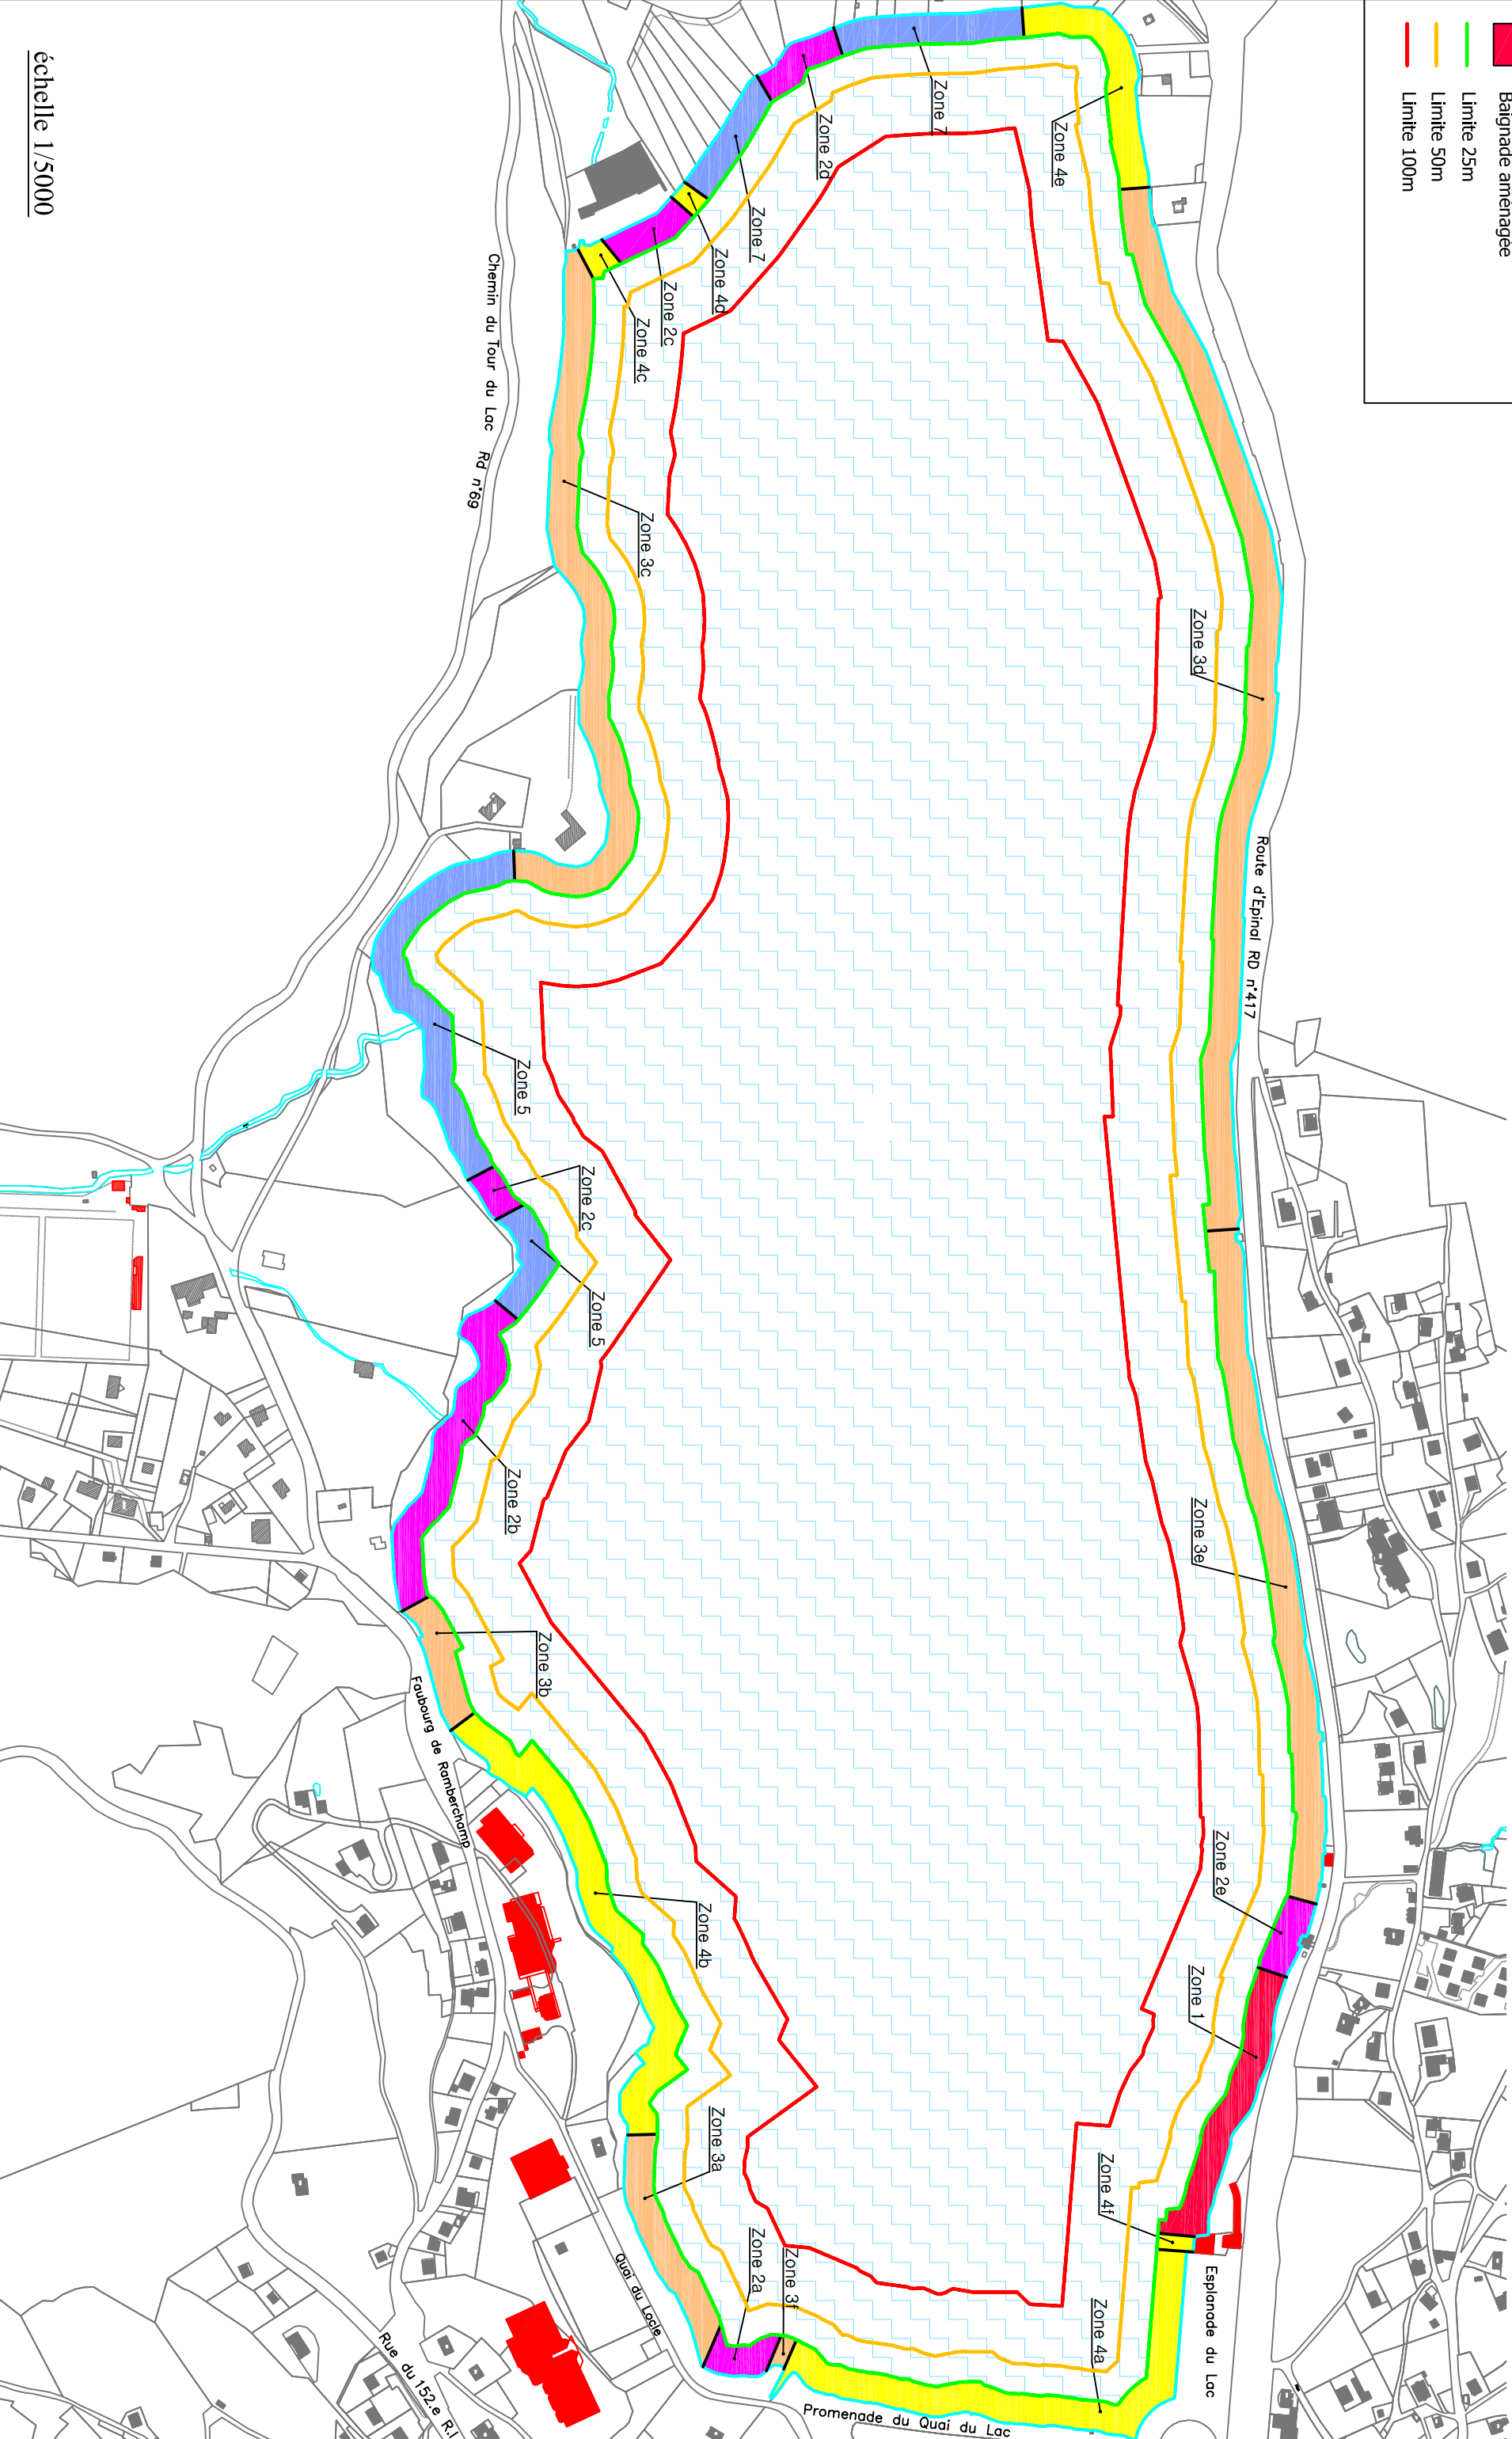 Baignade aménagée
Limite 25m
Limite 50m
Limite 100m
échelle 1/5000
Zone 4e
Zone 7
Zone 2d
Zone 7
Zone 4d
Zone 2c
Zone 4c
Chemin du Tour du Lac Rd n°69
Zone 3c
Zone 3d
Route d'Epinal RD n°417
Zone 5
Zone 2c
Zone 5
Zone 2b
Zone 3e
Zone 3b
Faubourg de Ramberchamp
Zone 2e
Zone 4b
Zone 1
Zone 3a
Zone 4f
Zone 2a
Zone 3f
Zone 4a
Quai du Locle
Esplanade du Lac
Rue du 152.e R.I
Promenade du Quai du Lac